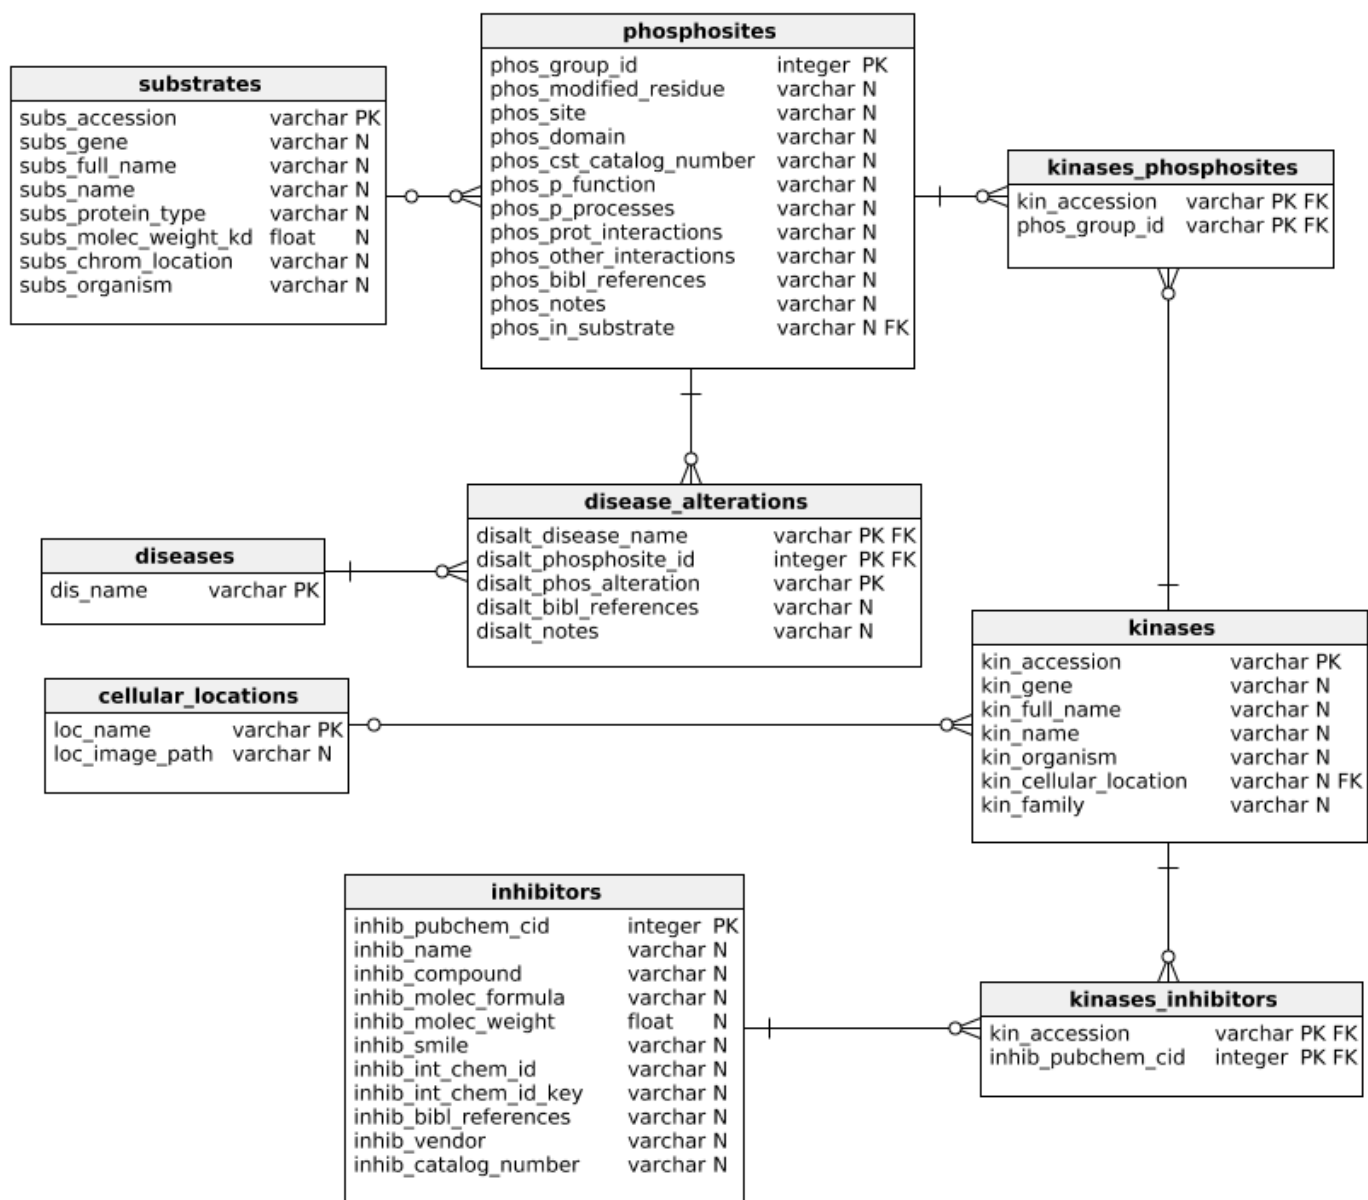 substrates
subs_accession varchar PK
subs_gene varchar N
subs_full_name varchar N
subs_name varchar N
subs_protein_type varchar N
subs_molec_weight_kd float N
subs_chrom_location varchar N
subs_organism varchar N
phosphosites
phos_group_id integer PK
phos_modified_residue varchar N
phos_site varchar N
phos_domain varchar N
phos_cst_catalog_number varchar N
phos_p_function varchar N
phos_p_processes varchar N
phos_prot_interactions varchar N
phos_other_interactions varchar N
phos_bibl_references varchar N
phos_notes varchar N
phos_in_substrate varchar N FK
kinases_phosphosites
kin_accession varchar PK FK
phos_group_id varchar PK FK
disease_alterations
disalt_disease_name varchar PK FK
disalt_phosphosite_id integer PK FK
disalt_phos_alteration varchar PK
disalt_bibl_references varchar N
disalt_notes varchar N
diseases
dis_name varchar PK
cellular_locations
loc_name varchar PK
loc_image_path varchar N
kinases
kin_accession varchar PK
kin_gene varchar N
kin_full_name varchar N
kin_name varchar N
kin_organism varchar N
kin_cellular_location varchar N FK
kin_family varchar N
inhibitors
inhib_pubchem_cid integer PK
inhib_name varchar N
inhib_compound varchar N
inhib_molec_formula varchar N
inhib_molec_weight float N
inhib_smile varchar N
inhib_int_chem_id varchar N
inhib_int_chem_id_key varchar N
inhib_bibl_references varchar N
inhib_vendor varchar N
inhib_catalog_number varchar N
kinases_inhibitors
kin_accession varchar PK FK
inhib_pubchem_cid integer PK FK